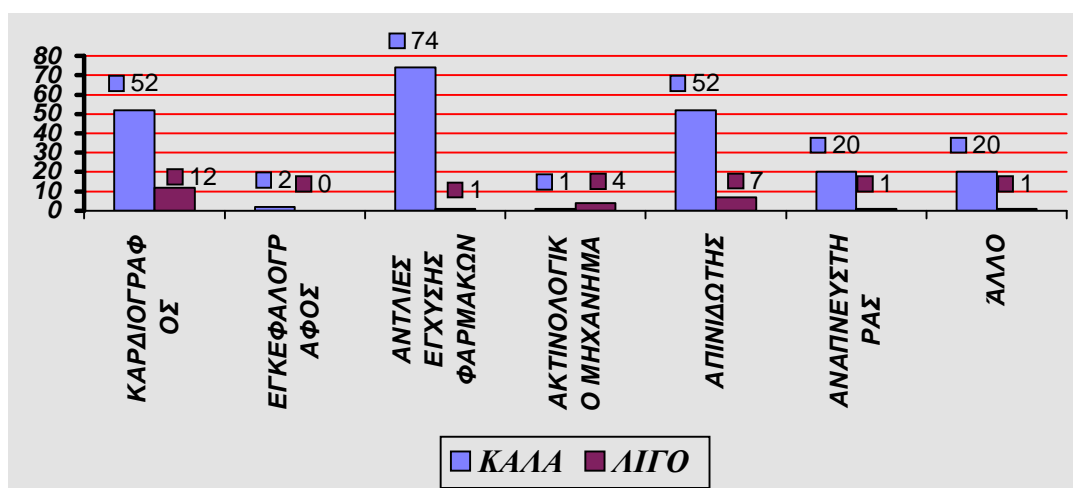 74
80
70
60
50
40
30
20
10
0
52
12
2
0
1
1
4
52
7
20
1
20
1
ΚΑΡΔΙΟΓΡΑΦ
ΟΣ
ΕΓΚΕΦΑΛΟΓΡ
ΑΦΟΣ
ΑΝΤΛΙΕΣ
ΕΓΧΥΣΗΣ
ΦΑΡΜΑΚΩΝ
ΑΚΤΙΝΟΛΟΓΙΚ
Ο ΜΗΧΑΝΗΜΑ
ΑΠΙΝΙΔΩΤΗΣ
ΑΝΑΠΝΕΥΣΤΗ
ΡΑΣ
ΆΛΛΟ
ΚΑΛΑ
ΛΙΓΟ